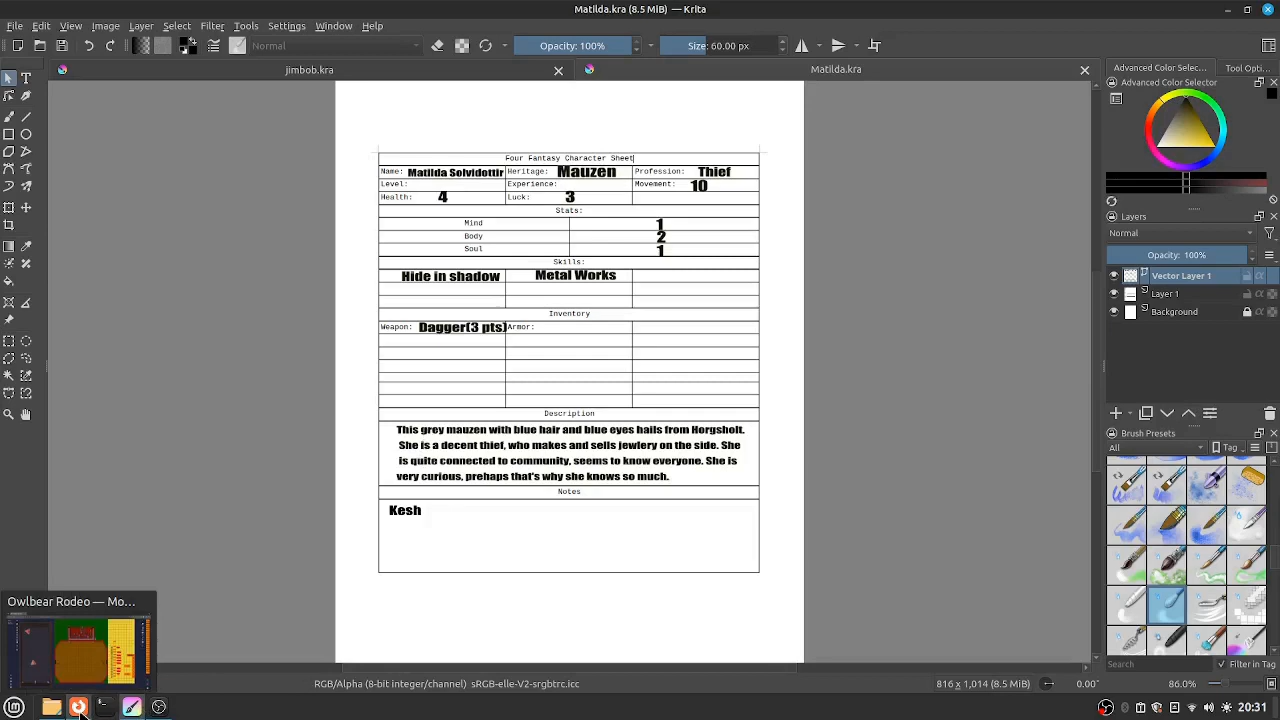 Matilda.kra (8.5 MiB) — Krita
File Edit View Image Layer Select Filter Tools Settings Window Help
Normal Opacity: 100% Size: 60.00 px
jimbob.kra Matilda.kra
Advanced Color Selec... Tool Opti...
Advanced Color Selec...
Four Fantasy Character Sheet
Name: Matilda Solvidottir Heritage: Mauzen Profession: Thief
Level: Experience: Movement: 10
Health: 4 Luck: 3
Stats:
Mind 1
Body 2
Soul 1
Skills:
Hide in shadow Metal Works
Inventory
Weapon: Dagger(3 pts) Armor:
Description
This grey mauzen with blue hair and blue eyes hails from Horgsholt.
She is a decent thief, who makes and sells jewlery on the side. She
is quite connected to community, seems to know everyone. She is
very curious, prehaps that's why she knows so much.
Notes
Kesh
Layers
Normal
Opacity: 100%
Vector Layer 1
Layer 1
Background
Brush Presets
All Tag
Search Filter in Tag
Owlbear Rodeo — Mo...
RGB/Alpha (8-bit integer/channel) sRGB-elle-V2-srgbtrc.icc 816 x 1,014 (8.5 MiB) 0.00° 86.0%
20:31